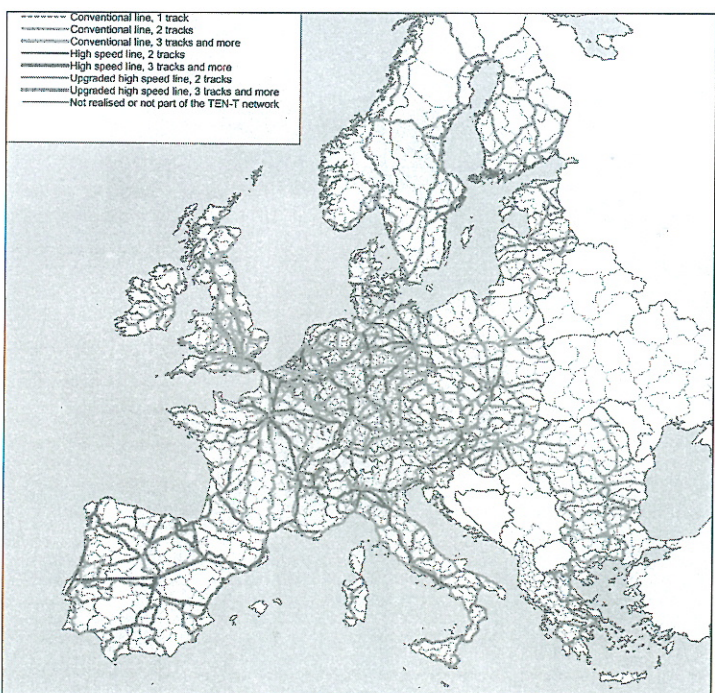 Conventional line, 1 track
Conventional line, 2 tracks
Conventional line, 3 tracks and more
High speed line, 2 tracks
High speed line, 3 tracks and more
Upgraded high speed line, 2 tracks
Upgraded high speed line, 3 tracks and more
Not realised or not part of the TEN-T network